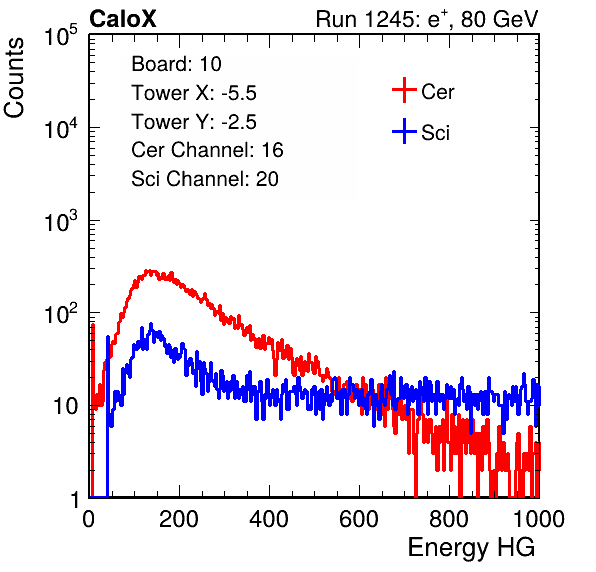 CaloX Run 1245: e⁺, 80 GeV
Counts
10⁵
10⁴
10³
10²
10
1
Board: 10
Tower X: -5.5
Tower Y: -2.5
Cer Channel: 16
Sci Channel: 20
Cer
Sci
0 200 400 600 800 1000
Energy HG